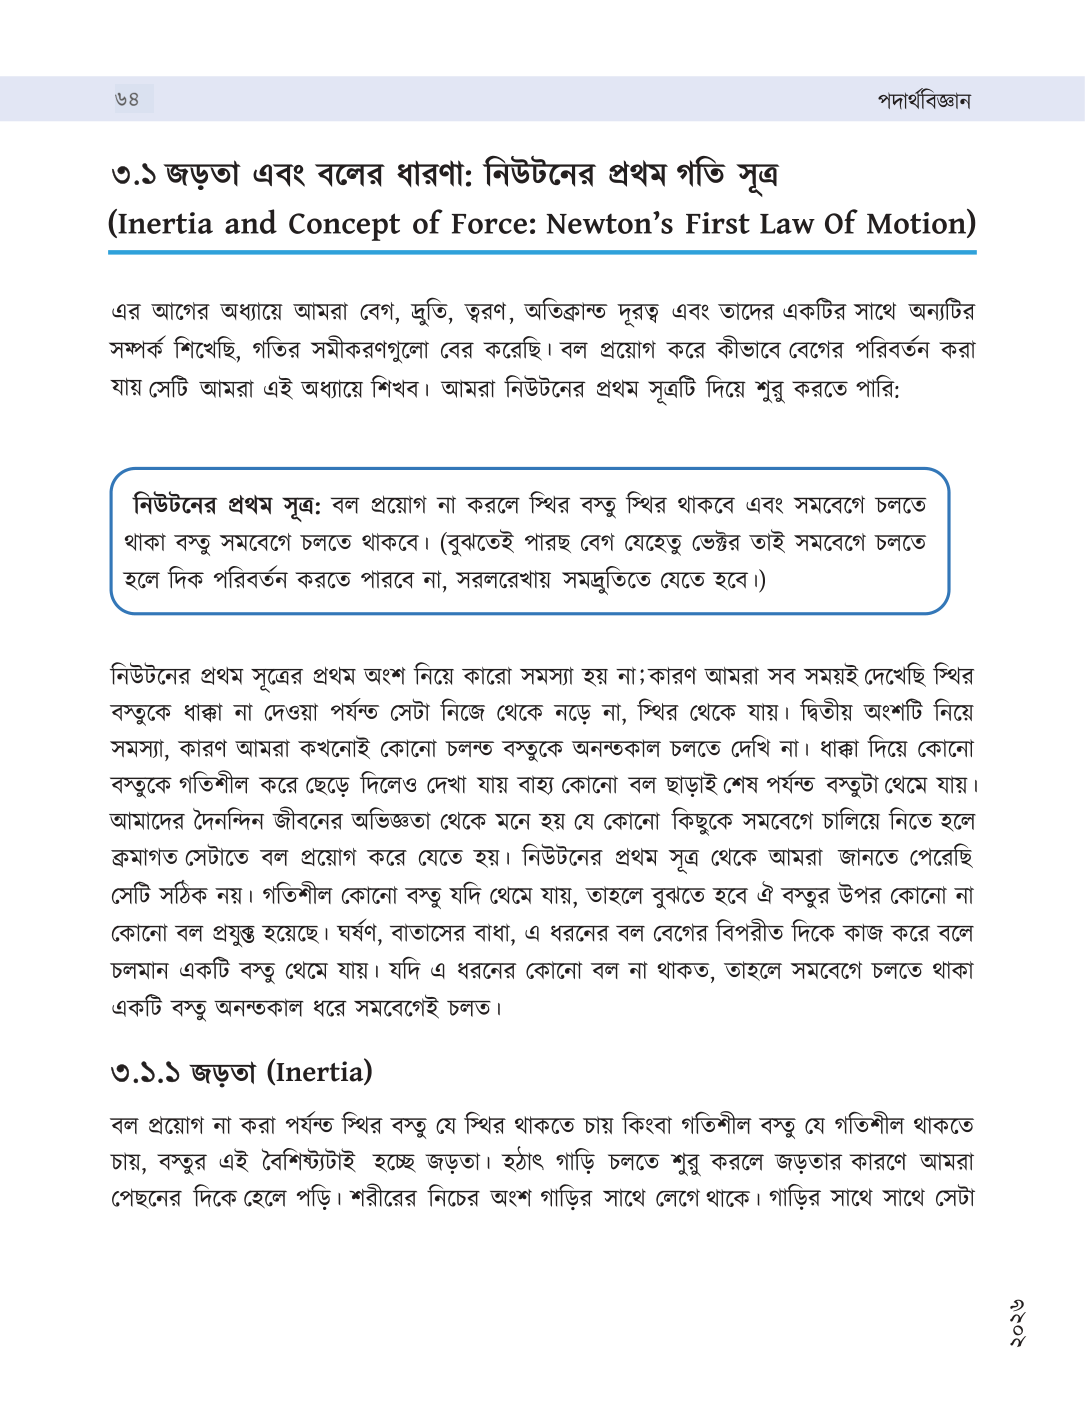 ৬৪
পদার্থবিজ্ঞান
৩.১ জড়তা এবং বলের ধারণা: নিউটনের প্রথম গতি সূত্র
(Inertia and Concept of Force: Newton’s First Law Of Motion)
এর আগের অধ্যায়ে আমরা বেগ, দ্রুতি, ত্বরণ, অতিক্রান্ত দূরত্ব এবং তাদের একটির সাথে অন্যটির
সম্পর্ক শিখেছি, গতির সমীকরণগুলো বের করেছি। বল প্রয়োগ করে কীভাবে বেগের পরিবর্তন করা
যায় সেটি আমরা এই অধ্যায়ে শিখব। আমরা নিউটনের প্রথম সূত্রটি দিয়ে শুরু করতে পারি:
নিউটনের প্রথম সূত্র: বল প্রয়োগ না করলে স্থির বস্তু স্থির থাকবে এবং সমবেগে চলতে
থাকা বস্তু সমবেগে চলতে থাকবে। (বুঝতেই পারছ বেগ যেহেতু ভেক্টর তাই সমবেগে চলতে
হলে দিক পরিবর্তন করতে পারবে না, সরলরেখায় সমদ্রুতিতে যেতে হবে।)
নিউটনের প্রথম সূত্রের প্রথম অংশ নিয়ে কারো সমস্যা হয় না;কারণ আমরা সব সময়ই দেখেছি স্থির
বস্তুকে ধাক্কা না দেওয়া পর্যন্ত সেটা নিজে থেকে নড়ে না, স্থির থেকে যায়। দ্বিতীয় অংশটি নিয়ে
সমস্যা, কারণ আমরা কখনোই কোনো চলন্ত বস্তুকে অনন্তকাল চলতে দেখি না। ধাক্কা দিয়ে কোনো
বস্তুকে গতিশীল করে ছেড়ে দিলেও দেখা যায় বাহ্য কোনো বল ছাড়াই শেষ পর্যন্ত বস্তুটা থেমে যায়।
আমাদের দৈনন্দিন জীবনের অভিজ্ঞতা থেকে মনে হয় যে কোনো কিছুকে সমবেগে চালিয়ে নিতে হলে
ক্রমাগত সেটাতে বল প্রয়োগ করে যেতে হয়। নিউটনের প্রথম সূত্র থেকে আমরা জানতে পেরেছি
সেটি সঠিক নয়। গতিশীল কোনো বস্তু যদি থেমে যায়, তাহলে বুঝতে হবে ঐ বস্তুর উপর কোনো না
কোনো বল প্রযুক্ত হয়েছে। ঘর্ষণ, বাতাসের বাধা, এ ধরনের বল বেগের বিপরীত দিকে কাজ করে বলে
চলমান একটি বস্তু থেমে যায়। যদি এ ধরনের কোনো বল না থাকত, তাহলে সমবেগে চলতে থাকা
একটি বস্তু অনন্তকাল ধরে সমবেগেই চলত।
৩.১.১ জড়তা (Inertia)
বল প্রয়োগ না করা পর্যন্ত স্থির বস্তু যে স্থির থাকতে চায় কিংবা গতিশীল বস্তু যে গতিশীল থাকতে
চায়, বস্তুর এই বৈশিষ্ট্যটাই হচ্ছে জড়তা। হঠাৎ গাড়ি চলতে শুরু করলে জড়তার কারণে আমরা
পেছনের দিকে হেলে পড়ি। শরীরের নিচের অংশ গাড়ির সাথে লেগে থাকে। গাড়ির সাথে সাথে সেটা
২০২৬